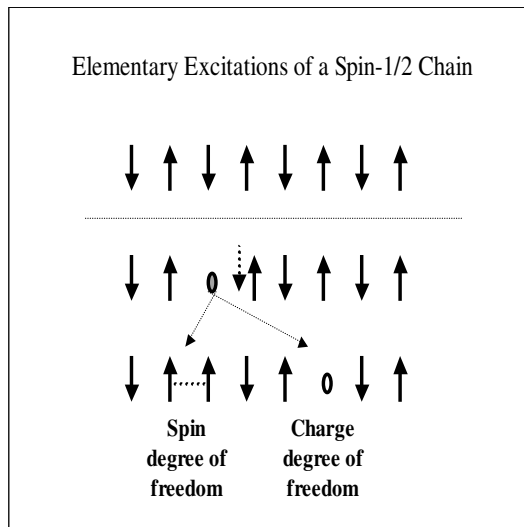 Elementary Excitations of a Spin-1/2 Chain
Spin
degree of
freedom
Charge
degree of
freedom